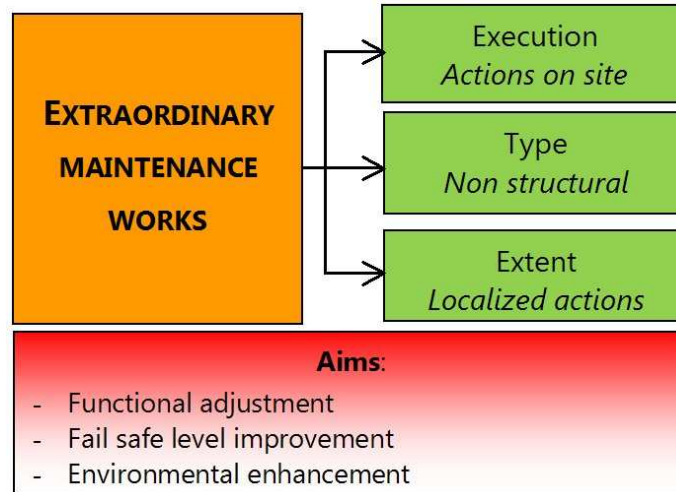 EXTRAORDINARY
MAINTENANCE
WORKS
Execution
Actions on site
Type
Non structural
Extent
Localized actions
Aims:
- Functional adjustment
- Fail safe level improvement
- Environmental enhancement